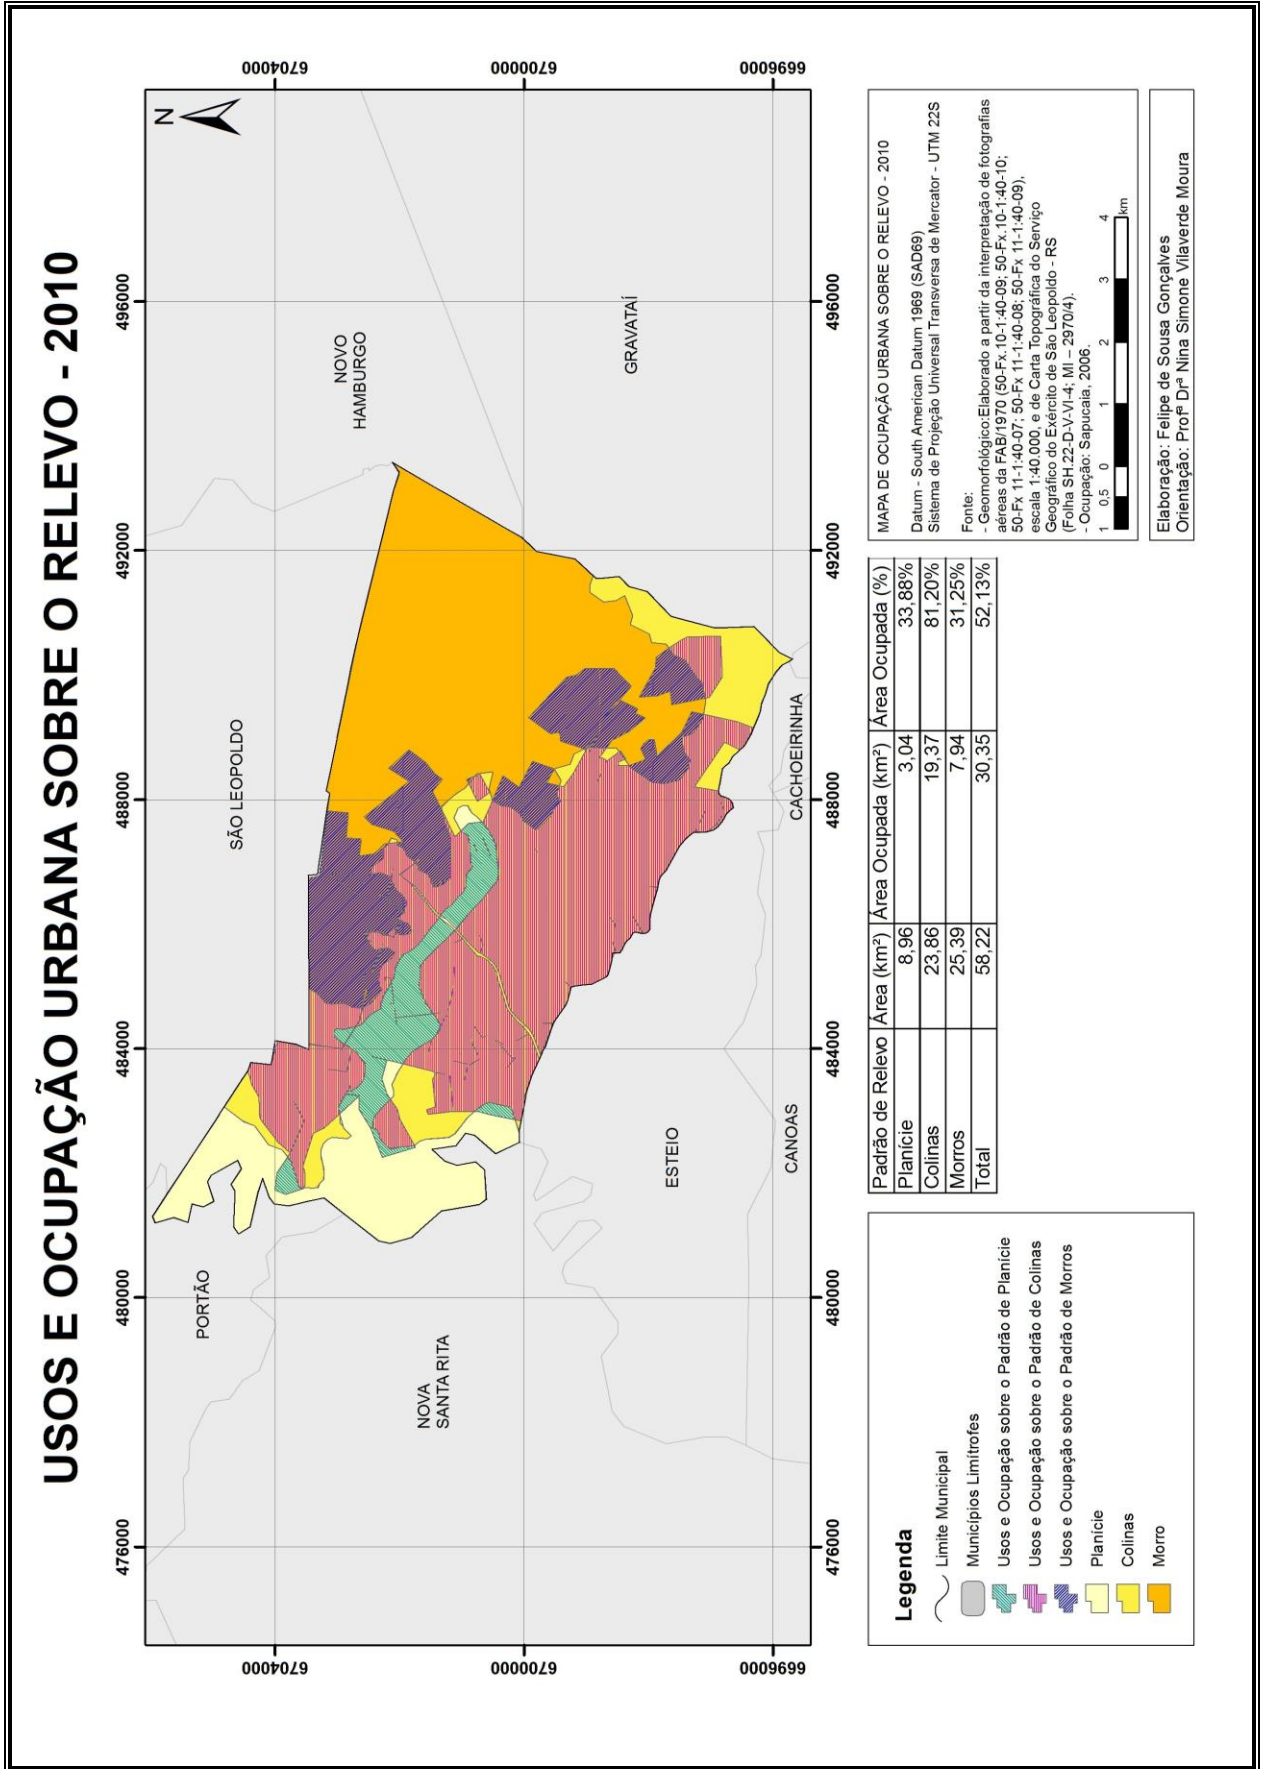 USOS E OCUPAÇÃO URBANA SOBRE O RELEVO - 2010
476000
480000
484000
488000
492000
496000
6704000
6704000
6700000
6700000
6696000
6696000
N
PORTÃO
SÃO LEOPOLDO
NOVO
HAMBURGO
NOVA
SANTA RITA
ESTEIO
CANOAS
CACHOEIRINHA
GRAVATAÍ
476000
480000
484000
488000
492000
496000
Legenda
Limite Municipal
Municípios Limítrofes
Usos e Ocupação sobre o Padrão de Planície
Usos e Ocupação sobre o Padrão de Colinas
Usos e Ocupação sobre o Padrão de Morros
Planície
Colinas
Morro
Padrão de Relevo Área (km²) Área Ocupada (km²) Área Ocupada (%)
Planície 8,96 3,04 33,88%
Colinas 23,86 19,37 81,20%
Morros 25,39 7,94 31,25%
Total 58,22 30,35 52,13%
MAPA DE OCUPAÇÃO URBANA SOBRE O RELEVO - 2010
Datum - South American Datum 1969 (SAD69)
Sistema de Projeção Universal Transversa de Mercator - UTM 22S
Fonte:
- Geomorfológico:Elaborado a partir da interpretação de fotografias
aéreas da FAB/1970 (50-Fx.10-1:40-09; 50-Fx.10-1:40-10;
50-Fx 11-1:40-07; 50-Fx 11-1:40-08; 50-Fx 11-1:40-09),
escala 1:40.000, e de Carta Topográfica do Serviço
Geográfico do Exército de São Leopoldo - RS
(Folha SH.22-D-V-VI-4; MI – 2970/4).
- Ocupação: Sapucaia, 2006.
1 0,5 0 1 2 3 4
km
Elaboração: Felipe de Sousa Gonçalves
Orientação: Profª Drª Nina Simone Vilaverde Moura